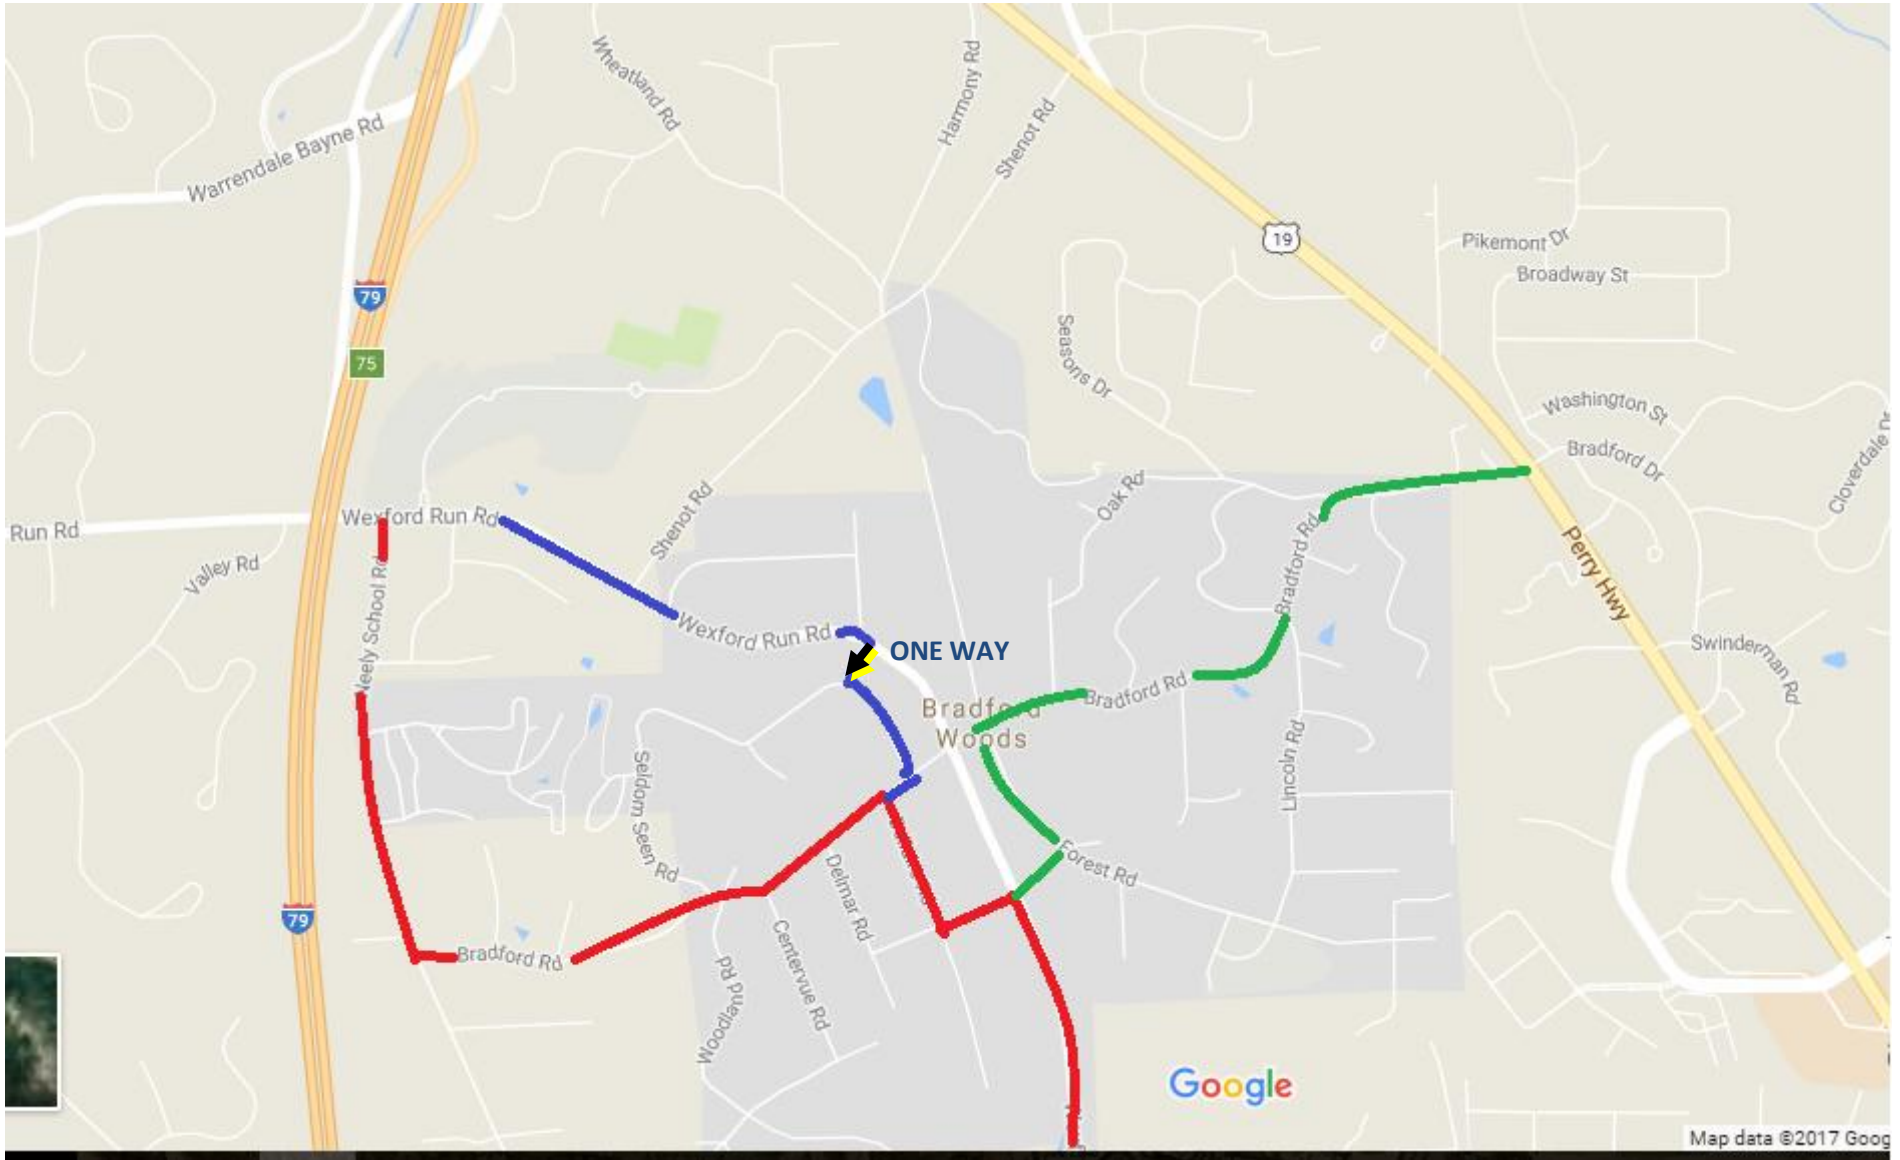 Wheatland Rd
Harmony Rd
Shenot Rd
Warrendale Bayne Rd
19
Pikemont Dr
Broadway St
79
75
Seasons Dr
Washington St
Bradford Dr
Cloverdale Dr
Oak Rd
Shenot Rd
Run Rd
Wexford Run Rd
Valley Rd
Neely School Rd
Bradford Rd
Perry Hwy
Wexford Run Rd
ONE WAY
Swinderman Rd
Bradford Rd
Bradford
Woods
Lincoln Rd
Seldom Seen Rd
Delmar Rd
Forest Rd
79
Bradford Rd
Centervue Rd
Woodland Rd
Google
Map data ©2017 Goog